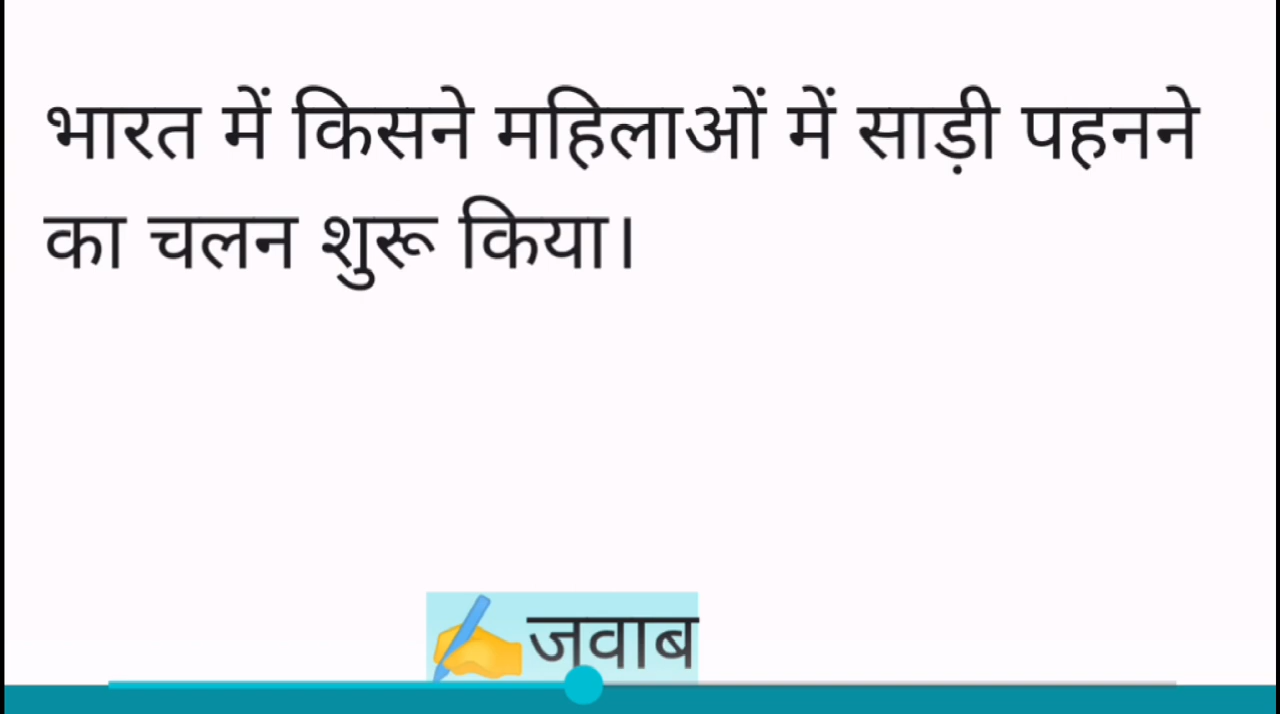 भारत में किसने महिलाओं में साड़ी पहनने
का चलन शुरू किया।
✍️जवाब